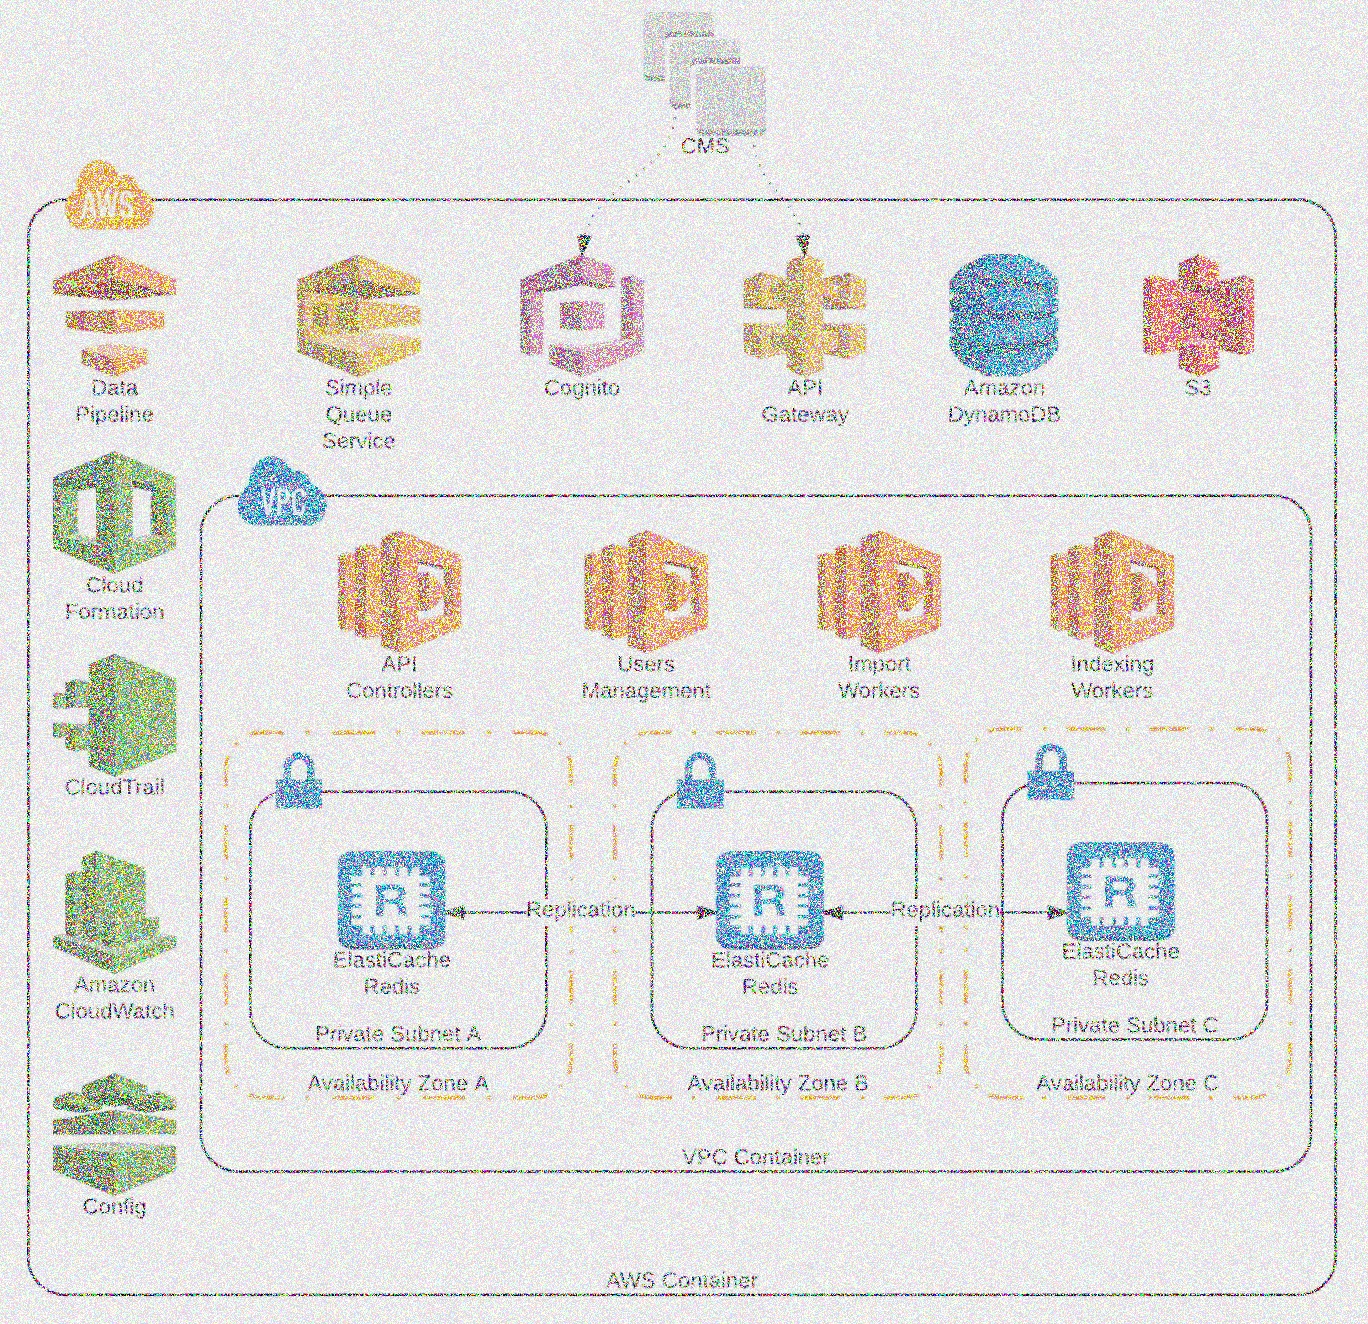 CMS
AWS
Data
Pipeline
Simple
Queue
Service
Cognito
API
Gateway
Amazon
DynamoDB
S3
Cloud
Formation
VPC
API
Controllers
Users
Management
Import
Workers
Indexing
Workers
CloudTrail
R
ElastiCache
Redis
Replication
R
ElastiCache
Redis
Replication
R
ElastiCache
Redis
Amazon
CloudWatch
Private Subnet A
Private Subnet B
Private Subnet C
Availability Zone A
Availability Zone B
Availability Zone C
VPC Container
Config
AWS Container